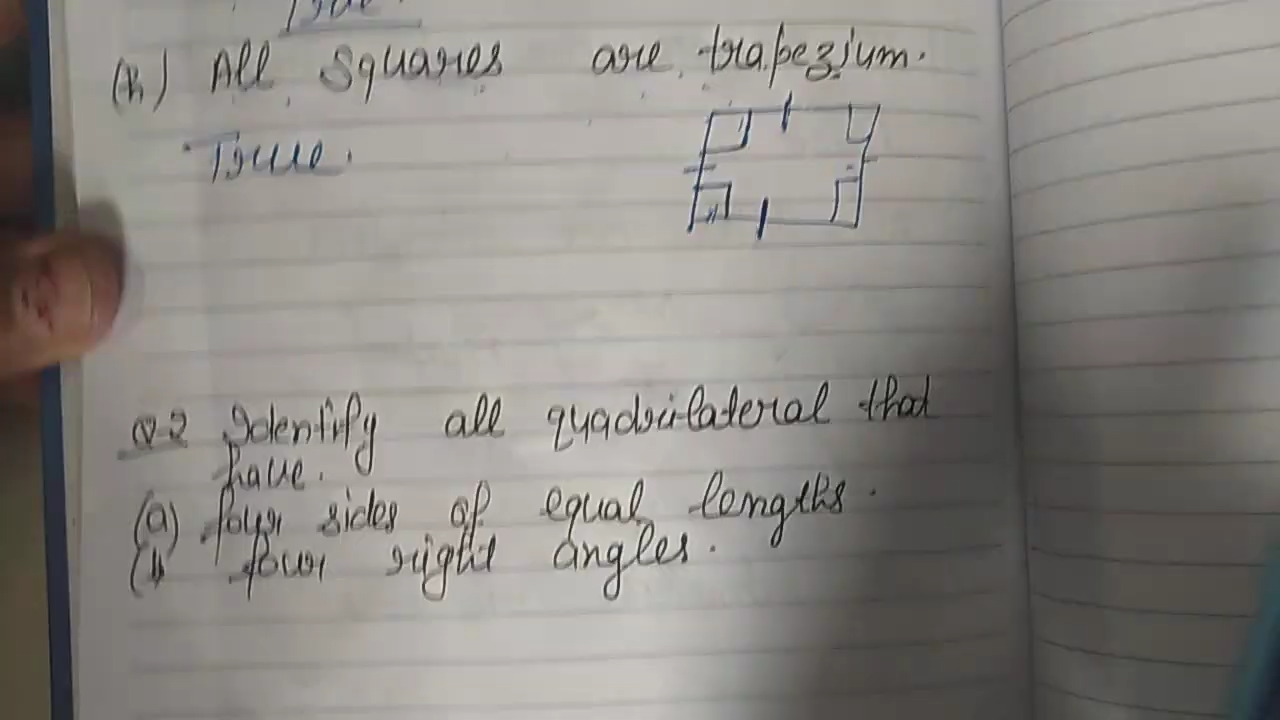 True.
(h) All squares are trapezium.
True.
Q2 Identify all quadrilateral that
have.
(a) four sides of equal lengths.
(b four right angles.